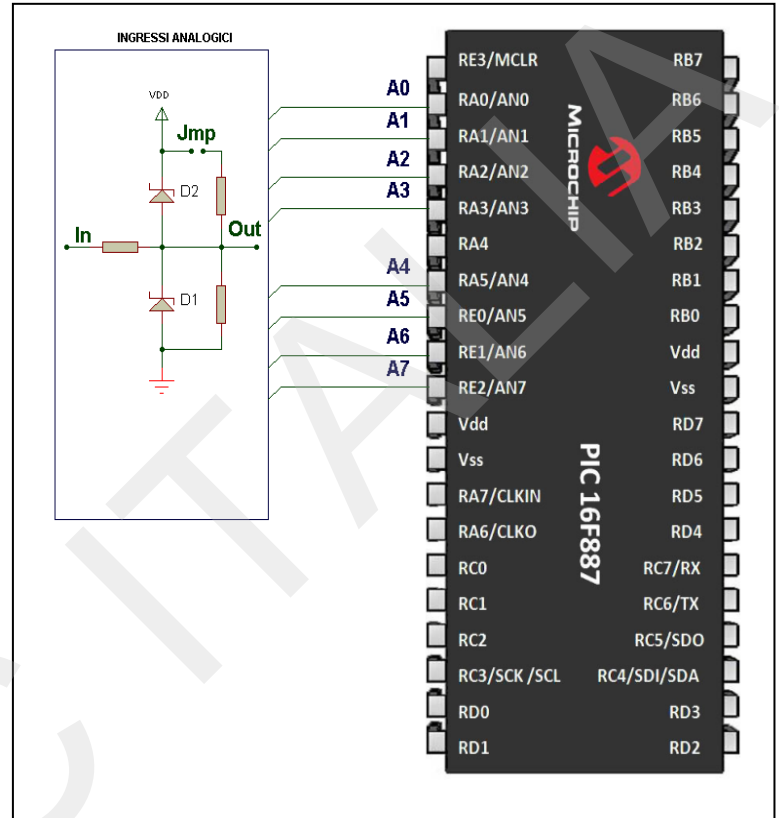 INGRESSI ANALOGICI
VDD
Jmp
D2
In
Out
D1
A0
A1
A2
A3
A4
A5
A6
A7
RE3/MCLR
RA0/AN0
RA1/AN1
RA2/AN2
RA3/AN3
RA4
RA5/AN4
RE0/AN5
RE1/AN6
RE2/AN7
Vdd
Vss
RA7/CLKIN
RA6/CLKO
RC0
RC1
RC2
RC3/SCK /SCL
RD0
RD1
MICROCHIP
PIC 16F887
RB7
RB6
RB5
RB4
RB3
RB2
RB1
RB0
Vdd
Vss
RD7
RD6
RD5
RD4
RC7/RX
RC6/TX
RC5/SDO
RC4/SDI/SDA
RD3
RD2
C ITALIA